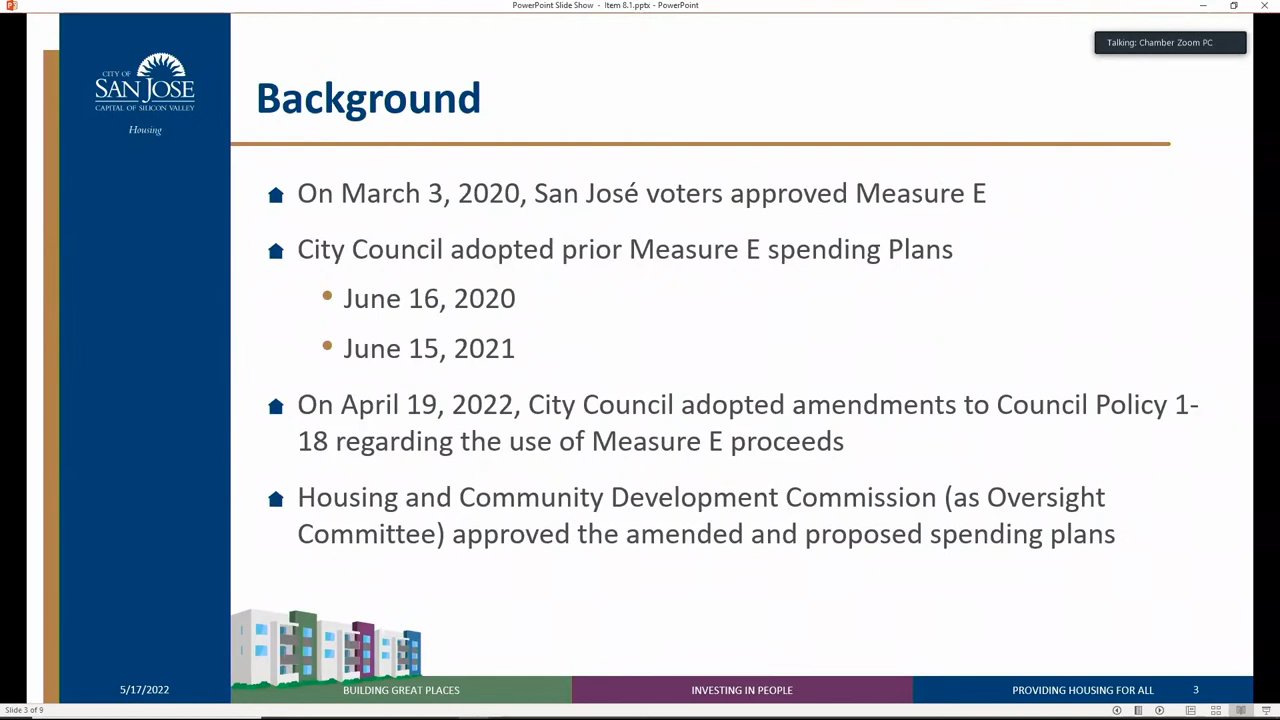 PowerPoint Slide Show - Item 8.1.pptx - PowerPoint
Talking: Chamber Zoom PC
CITY OF
SAN JOSE
CAPITAL OF SILICON VALLEY
Housing
Background
On March 3, 2020, San José voters approved Measure E
City Council adopted prior Measure E spending Plans
• June 16, 2020
• June 15, 2021
On April 19, 2022, City Council adopted amendments to Council Policy 1-
18 regarding the use of Measure E proceeds
Housing and Community Development Commission (as Oversight
Committee) approved the amended and proposed spending plans
5/17/2022
BUILDING GREAT PLACES
INVESTING IN PEOPLE
PROVIDING HOUSING FOR ALL
3
Slide 3 of 9